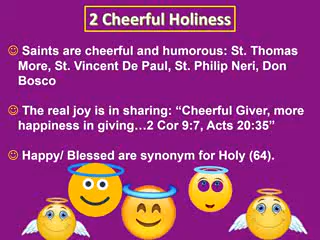 2 Cheerful Holiness
Saints are cheerful and humorous: St. Thomas
More, St. Vincent De Paul, St. Philip Neri, Don
Bosco
The real joy is in sharing: “Cheerful Giver, more
happiness in giving…2 Cor 9:7, Acts 20:35”
Happy/ Blessed are synonym for Holy (64).